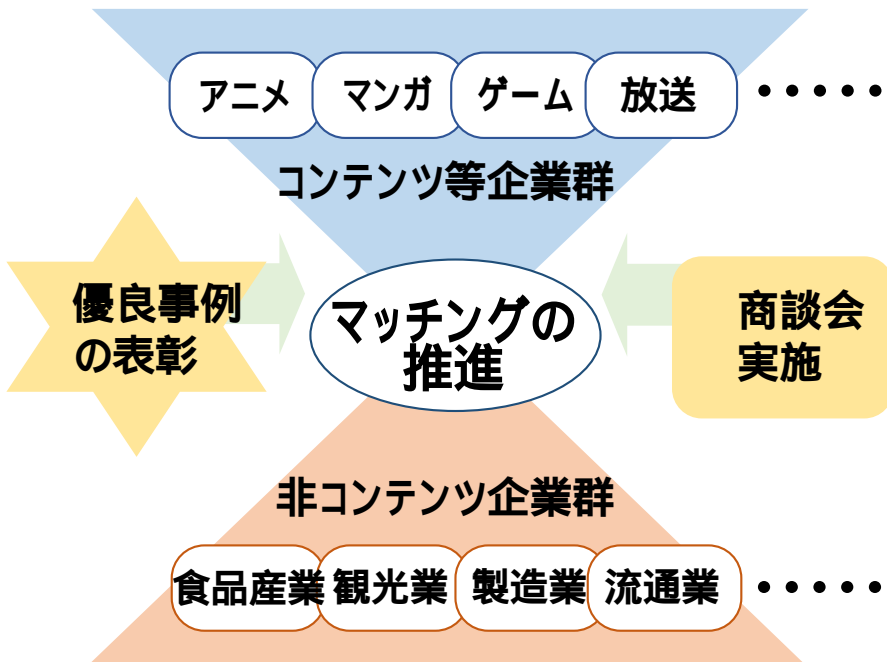 アニメ マンガ ゲーム 放送 ・・・・・
コンテンツ等企業群
優良事例
の表彰
マッチングの
推進
商談会
実施
非コンテンツ企業群
食品産業 観光業 製造業 流通業 ・・・・・